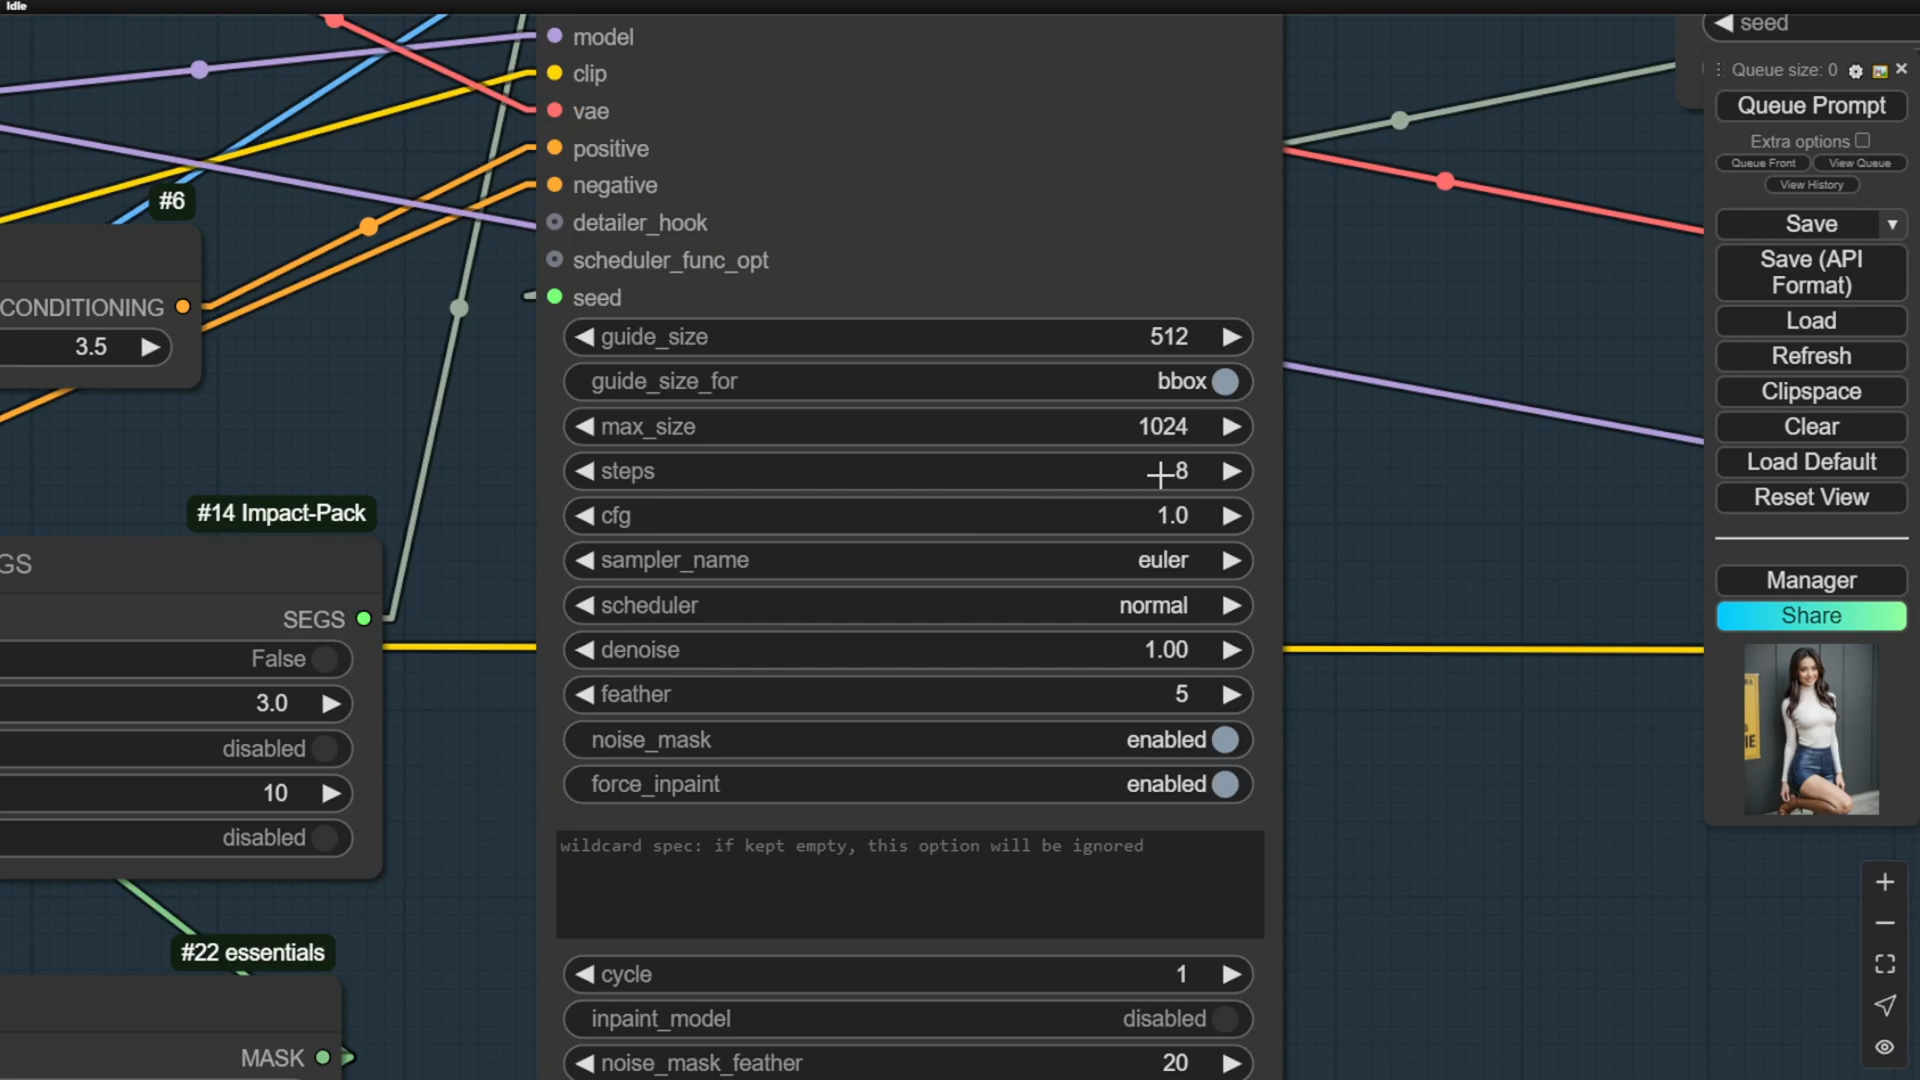 Idle
model
clip
vae
positive
negative
detailer_hook
scheduler_func_opt
seed
guide_size 512
guide_size_for bbox
max_size 1024
steps 8
cfg 1.0
sampler_name euler
scheduler normal
denoise 1.00
feather 5
noise_mask enabled
force_inpaint enabled
wildcard spec: if kept empty, this option will be ignored
cycle 1
inpaint_model disabled
noise_mask_feather 20
#6
CONDITIONING
3.5
#14 Impact-Pack
GS
SEGS
False
3.0
disabled
10
disabled
#22 essentials
MASK
seed
Queue size: 0
Queue Prompt
Extra options
Queue Front View Queue
View History
Save
Save (API
Format)
Load
Refresh
Clipspace
Clear
Load Default
Reset View
Manager
Share